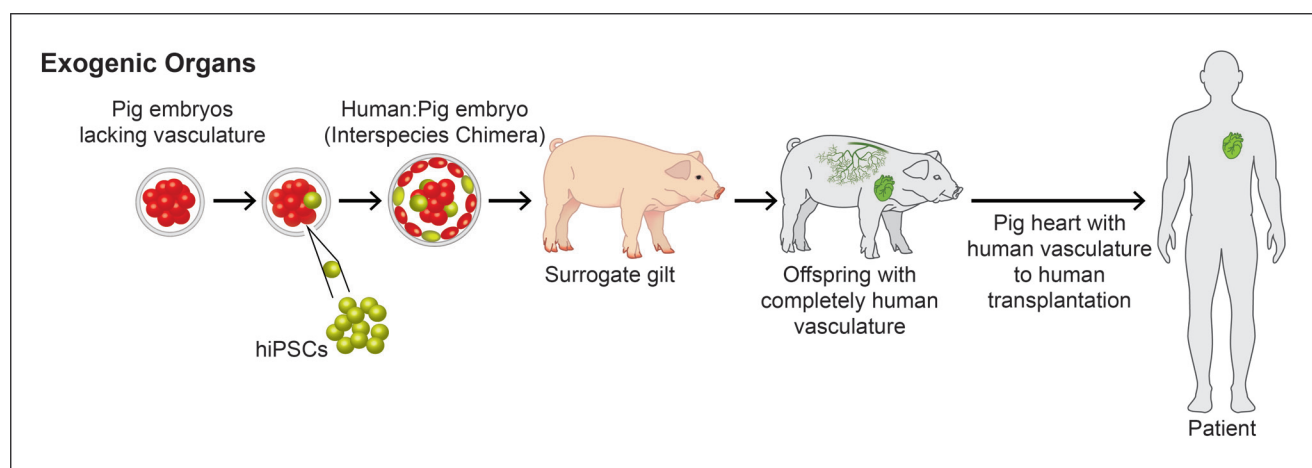 Exogenic Organs
Pig embryos
lacking vasculature
Human:Pig embryo
(Interspecies Chimera)
hiPSCs
Surrogate gilt
Offspring with
completely human
vasculature
Pig heart with
human vasculature
to human
transplantation
Patient